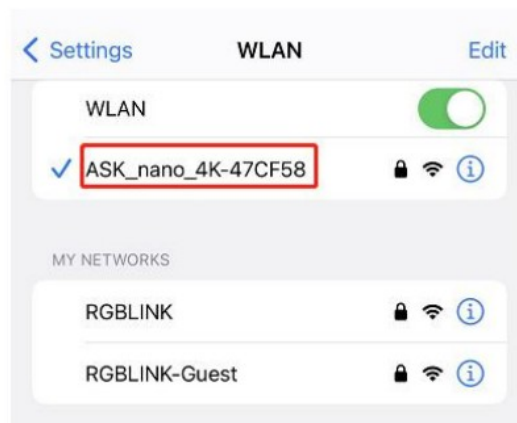 Settings WLAN Edit
WLAN
ASK_nano_4K-47CF58
MY NETWORKS
RGBLINK
RGBLINK-Guest